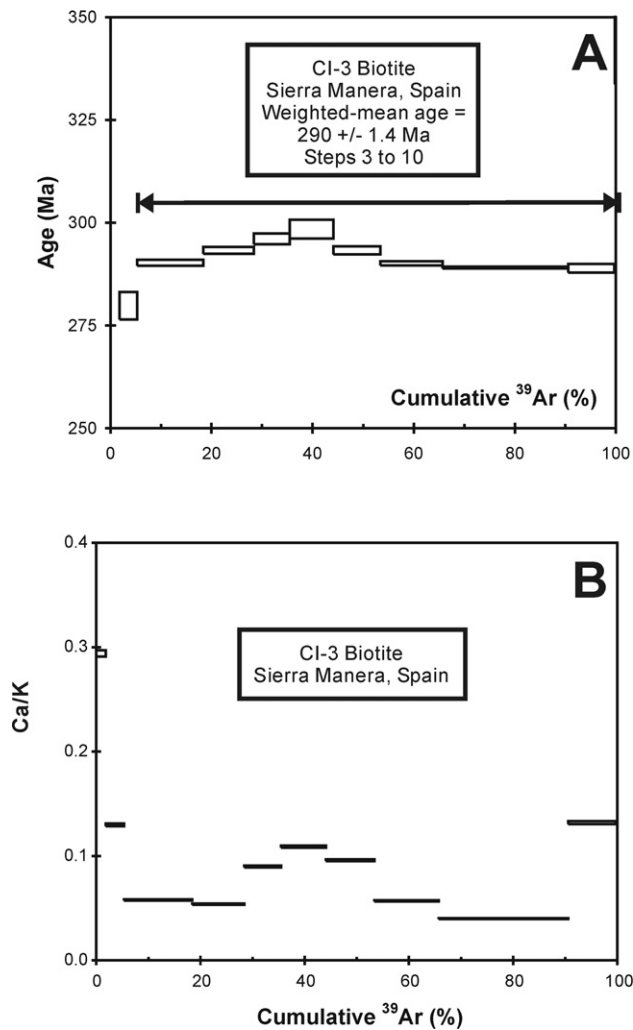 A
CI-3 Biotite
Sierra Manera, Spain
Weighted-mean age =
290 +/- 1.4 Ma
Steps 3 to 10
Age (Ma)
350
325
300
275
250
Cumulative ³⁹Ar (%)
0 20 40 60 80 100
B
CI-3 Biotite
Sierra Manera, Spain
Ca/K
0.4
0.3
0.2
0.1
0.0
0 20 40 60 80 100
Cumulative ³⁹Ar (%)